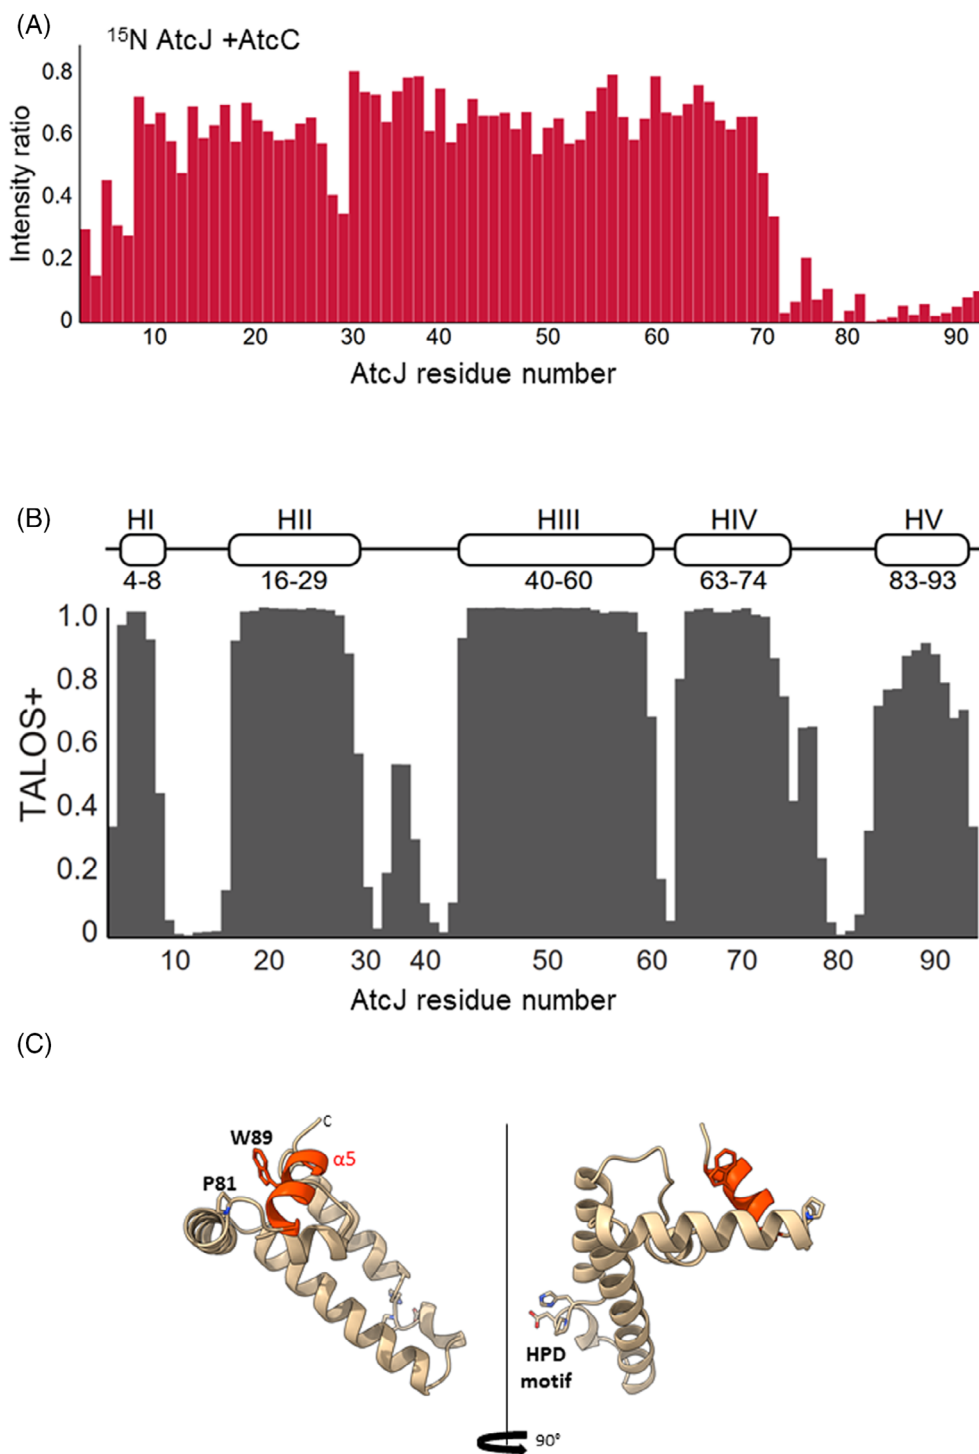 (A)
¹⁵N AtcJ +AtcC
Intensity ratio
0.8
0.6
0.4
0.2
0
10 20 30 40 50 60 70 80 90
AtcJ residue number
(B)
HI HII HIII HIV HV
4-8 16-29 40-60 63-74 83-93
TALOS+
1.0
0.8
0.6
0.4
0.2
0
10 20 30 40 50 60 70 80 90
AtcJ residue number
(C)
C
W89
α5
P81
HPD
motif
90°